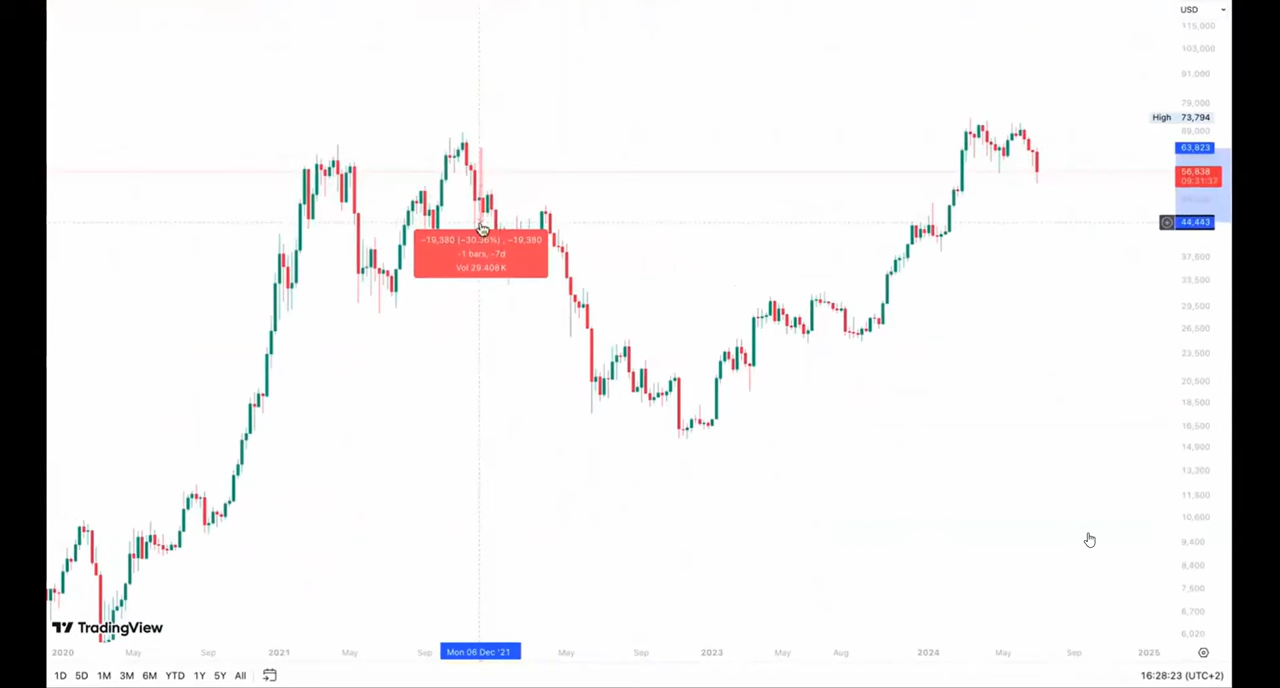 USD
115,000
103,000
91,000
79,000
High 73,794
69,000
63,823
56,838
09:31:37
44,443
−19,380 (−30.36%) , −19,380
-1 bars, -7d
Vol 29.408 K
37,600
33,500
29,500
26,500
23,500
20,500
18,500
16,500
14,900
13,200
11,800
10,600
9,400
8,400
7,500
6,700
6,020
TradingView
2020 May Sep 2021 May Sep Mon 06 Dec '21 May Sep 2023 May Aug 2024 May Sep 2025
1D 5D 1M 3M 6M YTD 1Y 5Y All
16:28:23 (UTC+2)